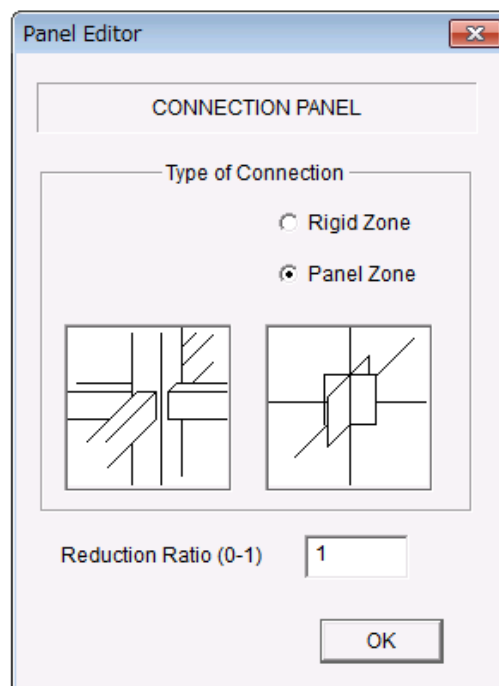 Panel Editor
CONNECTION PANEL
Type of Connection
Rigid Zone
Panel Zone
Reduction Ratio (0-1)
1
OK